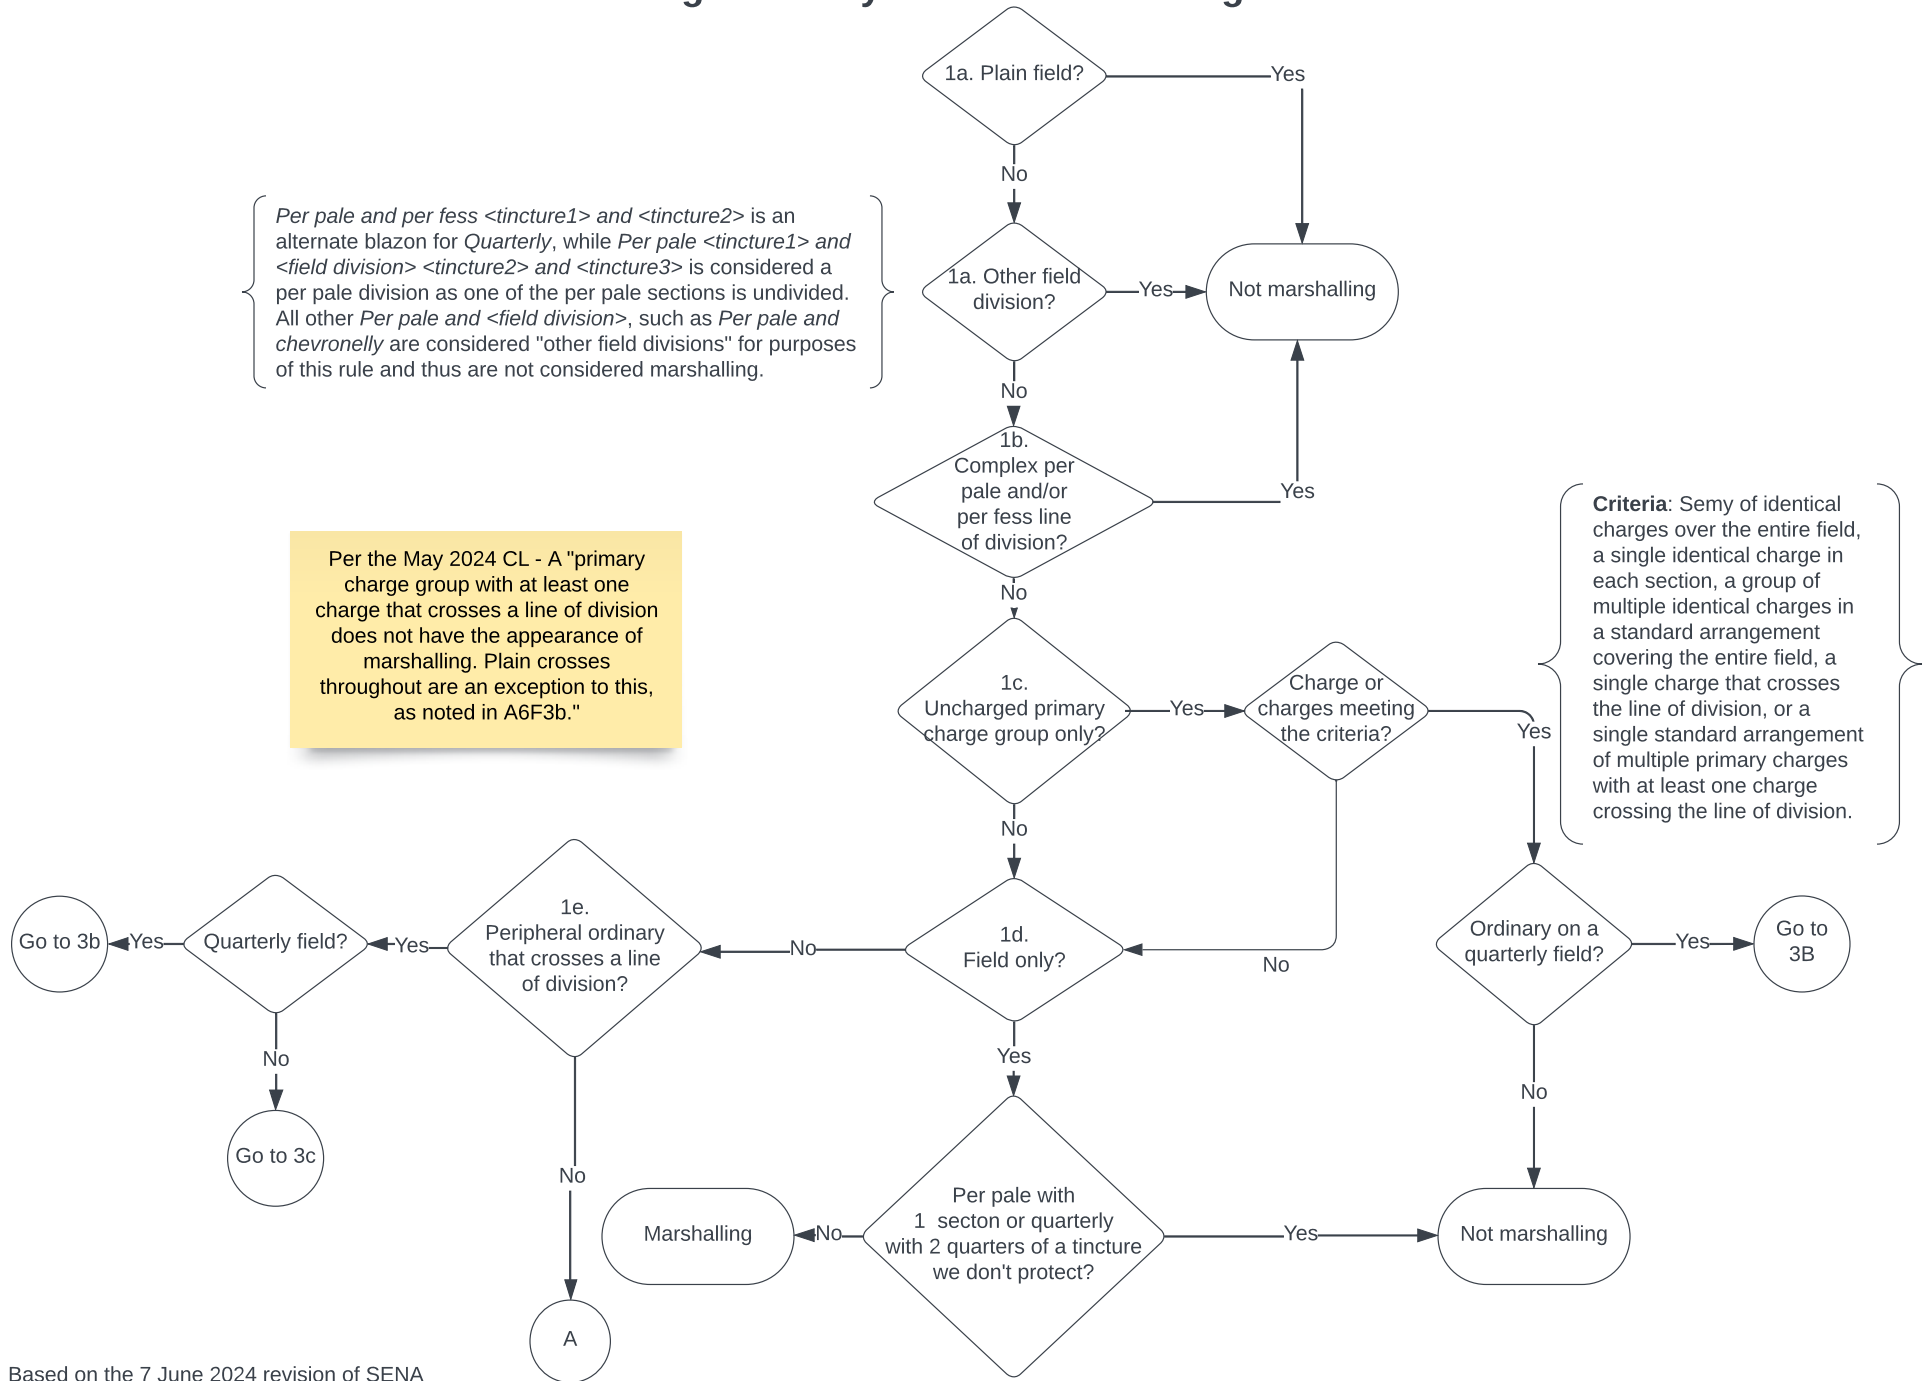 1a. Plain field?
Yes
No
Per pale and per fess <tincture1> and <tincture2> is an
alternate blazon for Quarterly, while Per pale <tincture1> and
<field division> <tincture2> and <tincture3> is considered a
per pale division as one of the per pale sections is undivided.
All other Per pale and <field division>, such as Per pale and
chevronelly are considered "other field divisions" for purposes
of this rule and thus are not considered marshalling.
1a. Other field
division?
Yes
Not marshalling
No
1b.
Complex per
pale and/or
per fess line
of division?
Yes
No
Criteria: Semy of identical
charges over the entire field,
a single identical charge in
each section, a group of
multiple identical charges in
a standard arrangement
covering the entire field, a
single charge that crosses
the line of division, or a
single standard arrangement
of multiple primary charges
with at least one charge
crossing the line of division.
Per the May 2024 CL - A "primary
charge group with at least one
charge that crosses a line of division
does not have the appearance of
marshalling. Plain crosses
throughout are an exception to this,
as noted in A6F3b."
1c.
Uncharged primary
charge group only?
Yes
Charge or
charges meeting
the criteria?
Yes
No
Go to 3b
Yes
Quarterly field?
Yes
1e.
Peripheral ordinary
that crosses a line
of division?
No
1d.
Field only?
No
Ordinary on a
quarterly field?
Yes
Go to
3B
No
Yes
No
Go to 3c
No
Marshalling
No
Per pale with
1  secton or quarterly
with 2 quarters of a tincture
we don't protect?
Yes
Not marshalling
A
Based on the 7 June 2024 revision of SENA